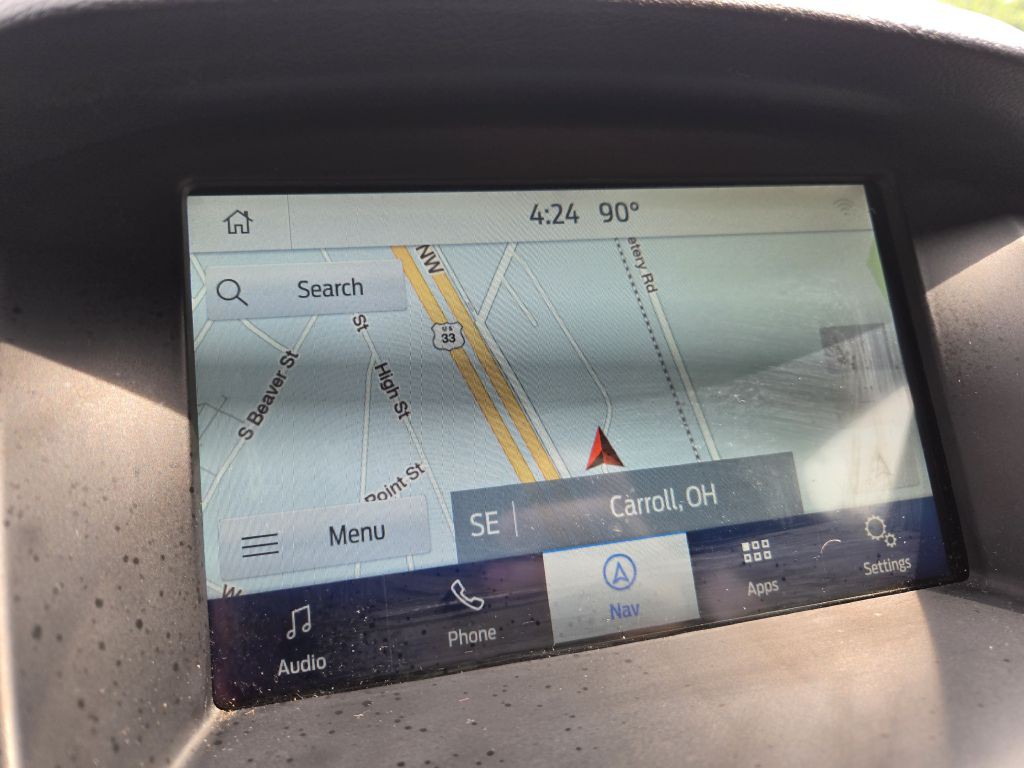 4:24 90°
Search
NW
etery Rd
US
33
St
High St
S Beaver St
Point St
Menu
SE
Carroll, OH
W
Audio
Phone
Nav
Apps
Settings